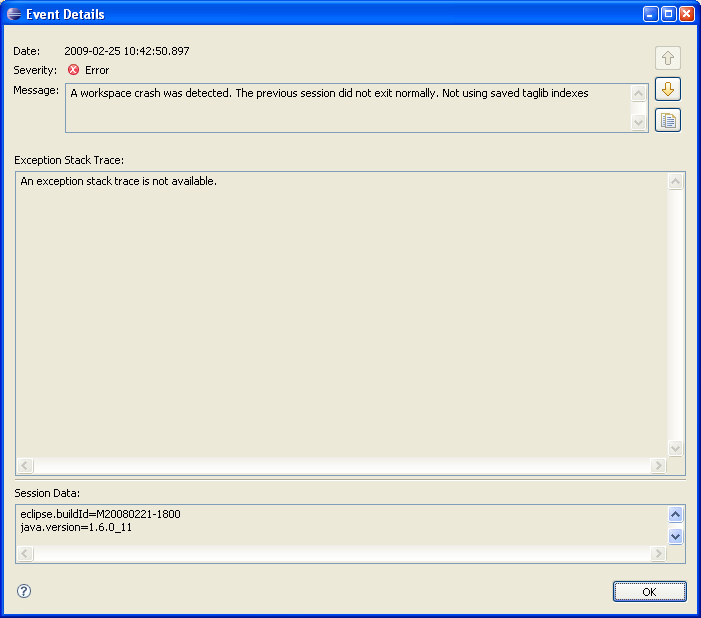 Event Details
Date: 2009-02-25 10:42:50.897
Severity: Error
Message: A workspace crash was detected. The previous session did not exit normally. Not using saved taglib indexes
Exception Stack Trace:
An exception stack trace is not available.
Session Data:
eclipse.buildId=M20080221-1800
java.version=1.6.0_11
OK